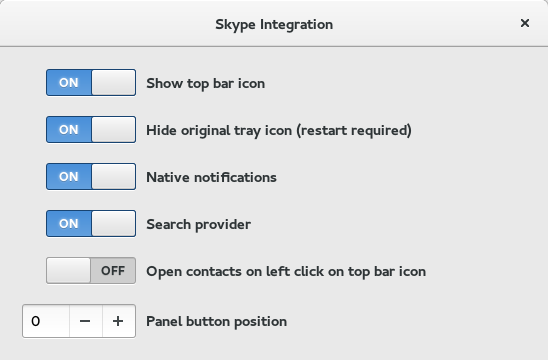 Skype Integration ×
ON Show top bar icon
ON Hide original tray icon (restart required)
ON Native notifications
ON Search provider
OFF Open contacts on left click on top bar icon
0 − + Panel button position